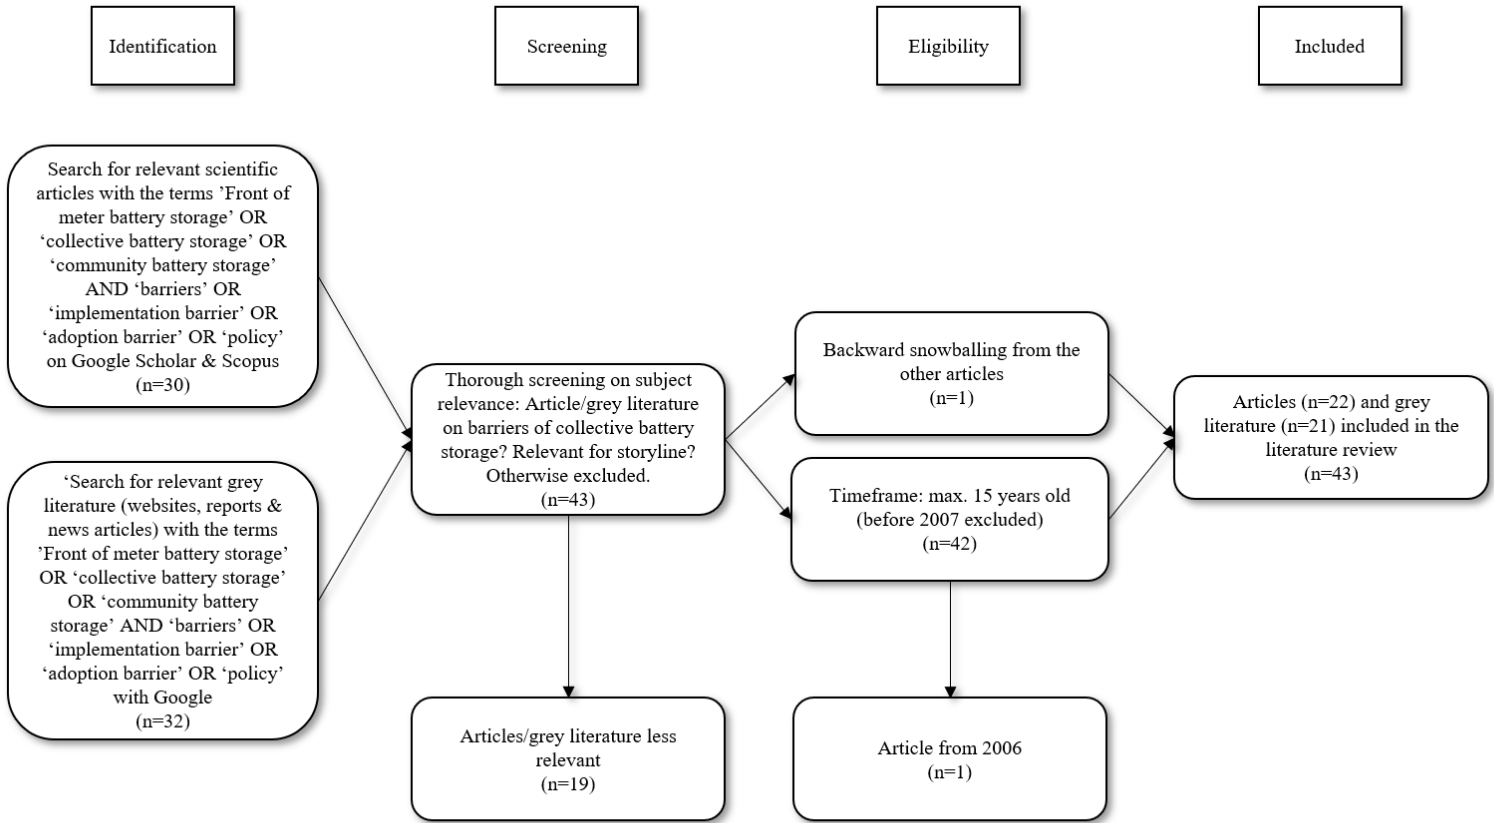 Identification
Screening
Eligibility
Included
Search for relevant scientific
articles with the terms ’Front of
meter battery storage’ OR
‘collective battery storage’ OR
‘community battery storage’
AND ‘barriers’ OR
‘implementation barrier’ OR
‘adoption barrier’ OR ‘policy’
on Google Scholar & Scopus
(n=30)
‘Search for relevant grey
literature (websites, reports &
news articles) with the terms
’Front of meter battery storage’
OR ‘collective battery storage’
OR ‘community battery
storage’ AND ‘barriers’ OR
‘implementation barrier’ OR
‘adoption barrier’ OR ‘policy’
with Google
(n=32)
Thorough screening on subject
relevance: Article/grey literature
on barriers of collective battery
storage? Relevant for storyline?
Otherwise excluded.
(n=43)
Articles/grey literature less
relevant
(n=19)
Backward snowballing from the
other articles
(n=1)
Timeframe: max. 15 years old
(before 2007 excluded)
(n=42)
Article from 2006
(n=1)
Articles (n=22) and grey
literature (n=21) included in the
literature review
(n=43)